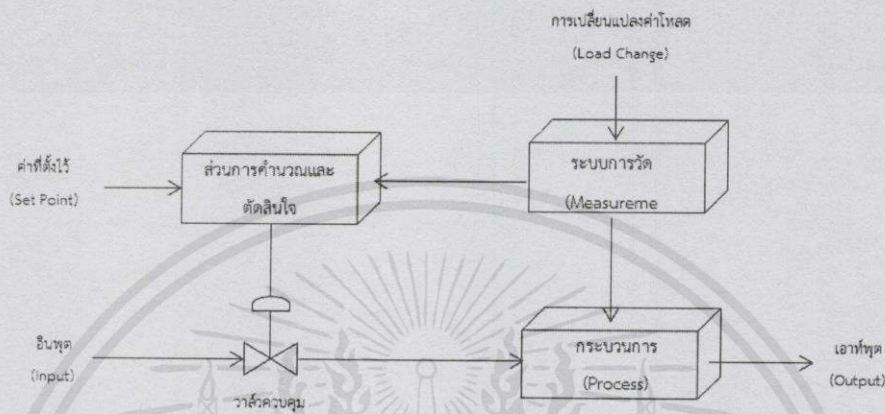 การเปลี่ยนแปลงค่าโหลด
(Load Change)
ค่าที่ตั้งไว้
(Set Point)
ส่วนการคำนวณและ
ตัดสินใจ
ระบบการวัด
(Measureme
อินพุต
(Input)
วาล์วควบคุม
กระบวนการ
(Process)
เอาท์พุต
(Output)